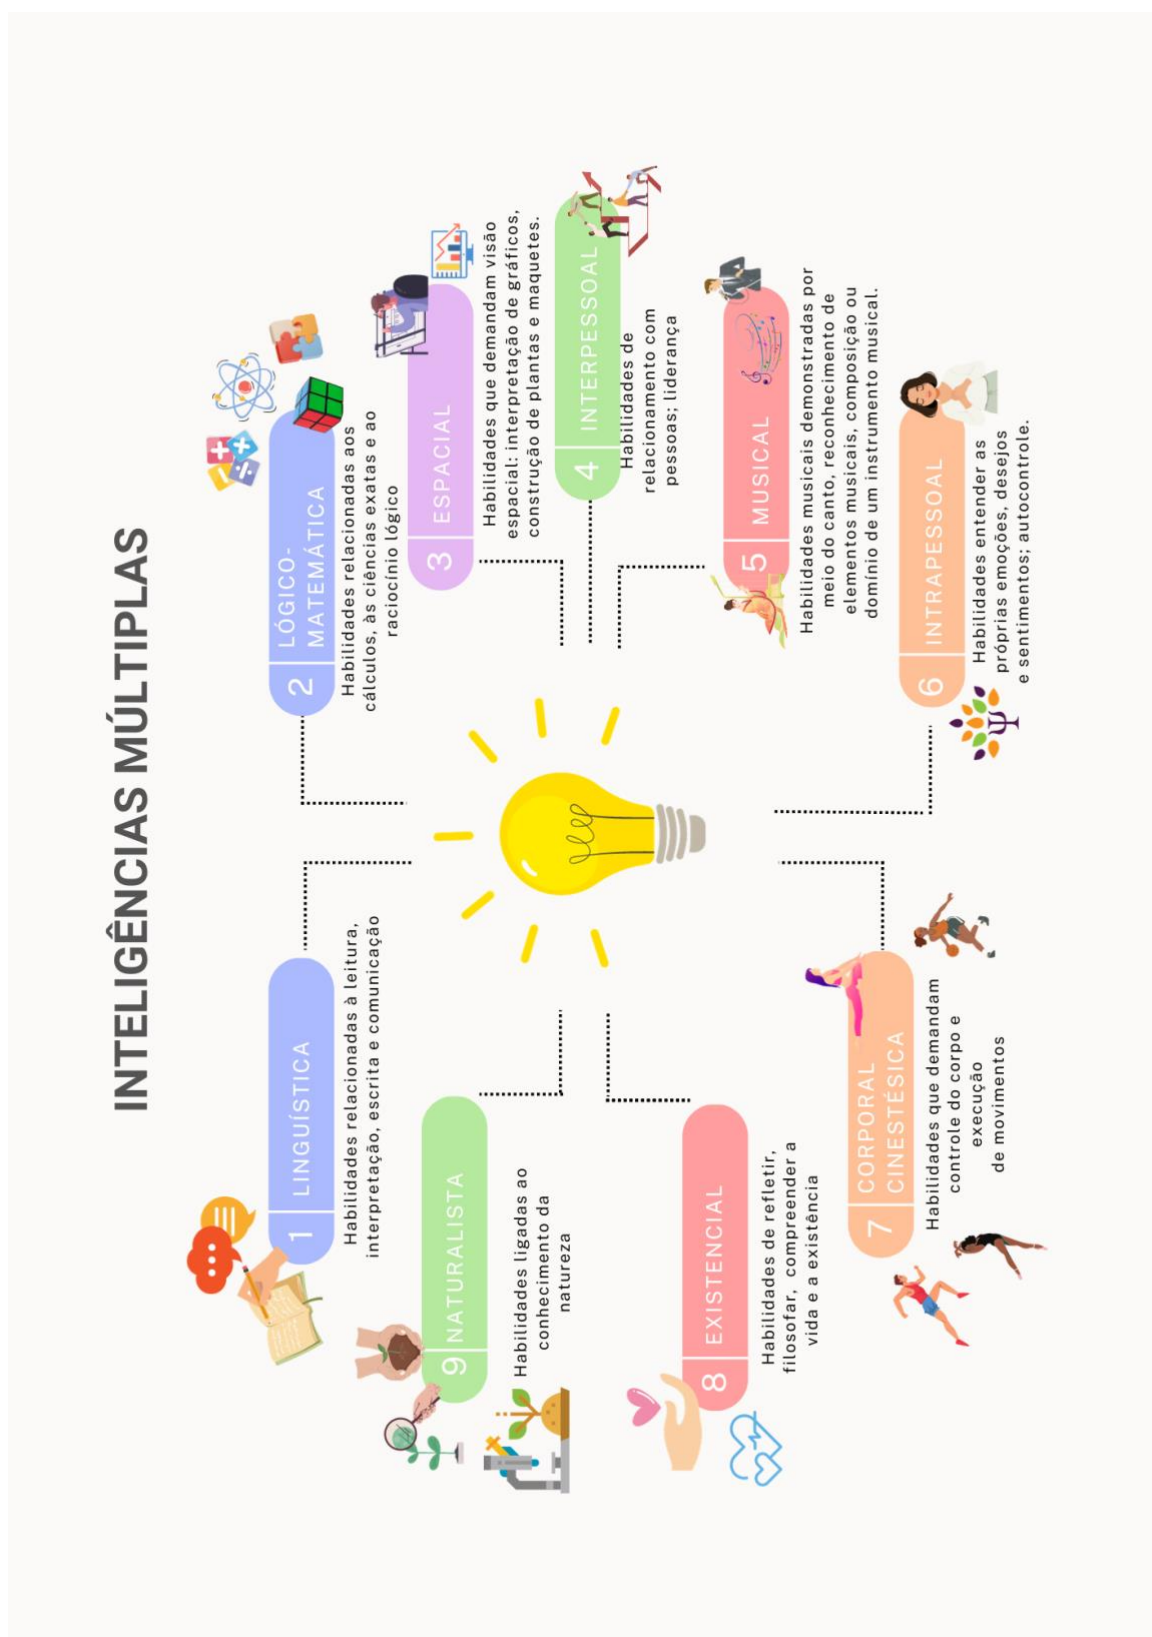 INTELIGÊNCIAS MÚLTIPLAS
1
LINGUÍSTICA
Habilidades relacionadas à leitura,
interpretação, escrita e comunicação
2
LÓGICO-
MATEMÁTICA
Habilidades relacionadas aos
cálculos, às ciências exatas e ao
raciocínio lógico
3
ESPACIAL
Habilidades que demandam visão
espacial: interpretação de gráficos,
construção de plantas e maquetes.
4
INTERPESSOAL
Habilidades de
relacionamento com
pessoas; liderança
5
MUSICAL
Habilidades musicais demonstradas por
meio do canto, reconhecimento de
elementos musicais, composição ou
domínio de um instrumento musical.
6
INTRAPESSOAL
Habilidades entender as
próprias emoções, desejos
e sentimentos; autocontrole.
7
CORPORAL
CINESTÉSICA
Habilidades que demandam
controle do corpo e
execução
de movimentos
8
EXISTENCIAL
Habilidades de refletir,
filosofar, compreender a
vida e a existência
9
NATURALISTA
Habilidades ligadas ao
conhecimento da
natureza